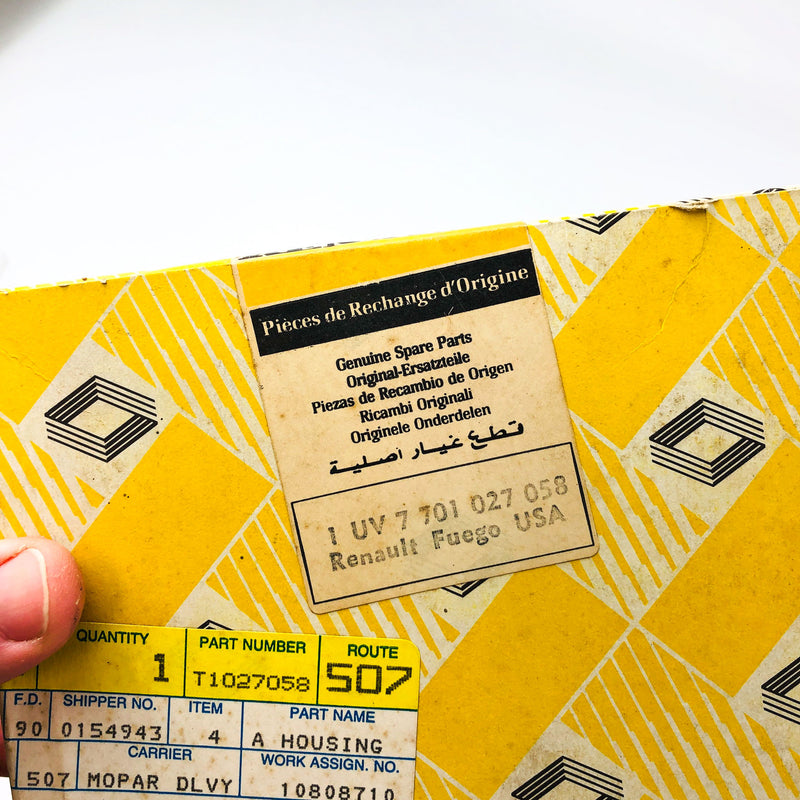 Pièces de Rechange d'Origine
Genuine Spare Parts
Original-Ersatzteile
Piezas de Recambio de Origen
Ricambi Originali
Originele Onderdelen
قطع غيار أصلية
1 UV 7 701 027 058
Renault Fuego USA
QUANTITY PART NUMBER ROUTE
1 T1027058 507
F.D. SHIPPER NO. ITEM PART NAME
90 0154943 4 A HOUSING
CARRIER WORK ASSIGN. NO.
507 MOPAR DLVY 10808710